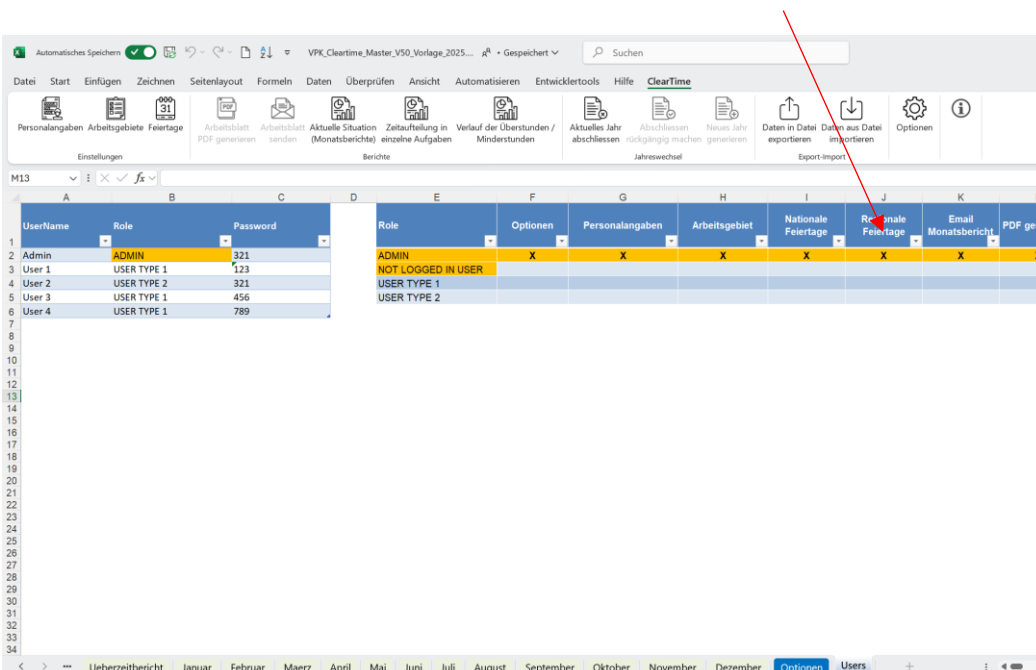 Automatisches Speichern VPK_Cleartime_Master_V50_Vorlage_2025.... • Gespeichert Suchen
Datei Start Einfügen Zeichnen Seitenlayout Formeln Daten Überprüfen Ansicht Automatisieren Entwicklertools Hilfe ClearTime
Personalangaben Arbeitsgebiete Feiertage Arbeitsblatt PDF generieren Arbeitsblatt senden Aktuelle Situation (Monatsberichte) Zeitaufteilung in einzelne Aufgaben Verlauf der Überstunden / Minderstunden Aktuelles Jahr abschliessen Abschliessen rückgängig machen Neues Jahr generieren Daten in Datei exportieren Daten aus Datei importieren Optionen
Einstellungen Berichte Jahreswechsel Export-Import
M13 fx
A B C D E F G H I J K
1 UserName Role Password Role Optionen Personalangaben Arbeitsgebiet Nationale Feiertage Regionale Feiertage Email Monatsbericht PDF ge
2 Admin ADMIN 321 ADMIN X X X X X X
3 User 1 USER TYPE 1 123 NOT LOGGED IN USER
4 User 2 USER TYPE 2 321 USER TYPE 1
5 User 3 USER TYPE 1 456 USER TYPE 2
6 User 4 USER TYPE 1 789
7
8
9
10
11
12
13
14
15
16
17
18
19
20
21
22
23
24
25
26
27
28
29
30
31
32
33
34
Ueberzeitbericht Januar Februar Maerz April Mai Juni Juli August September Oktober November Dezember Optionen Users